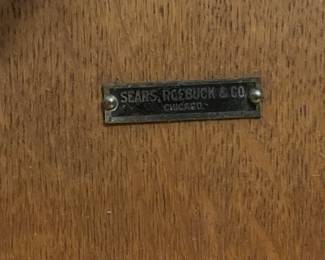 SEARS, ROEBUCK & CO.
CHICAGO.